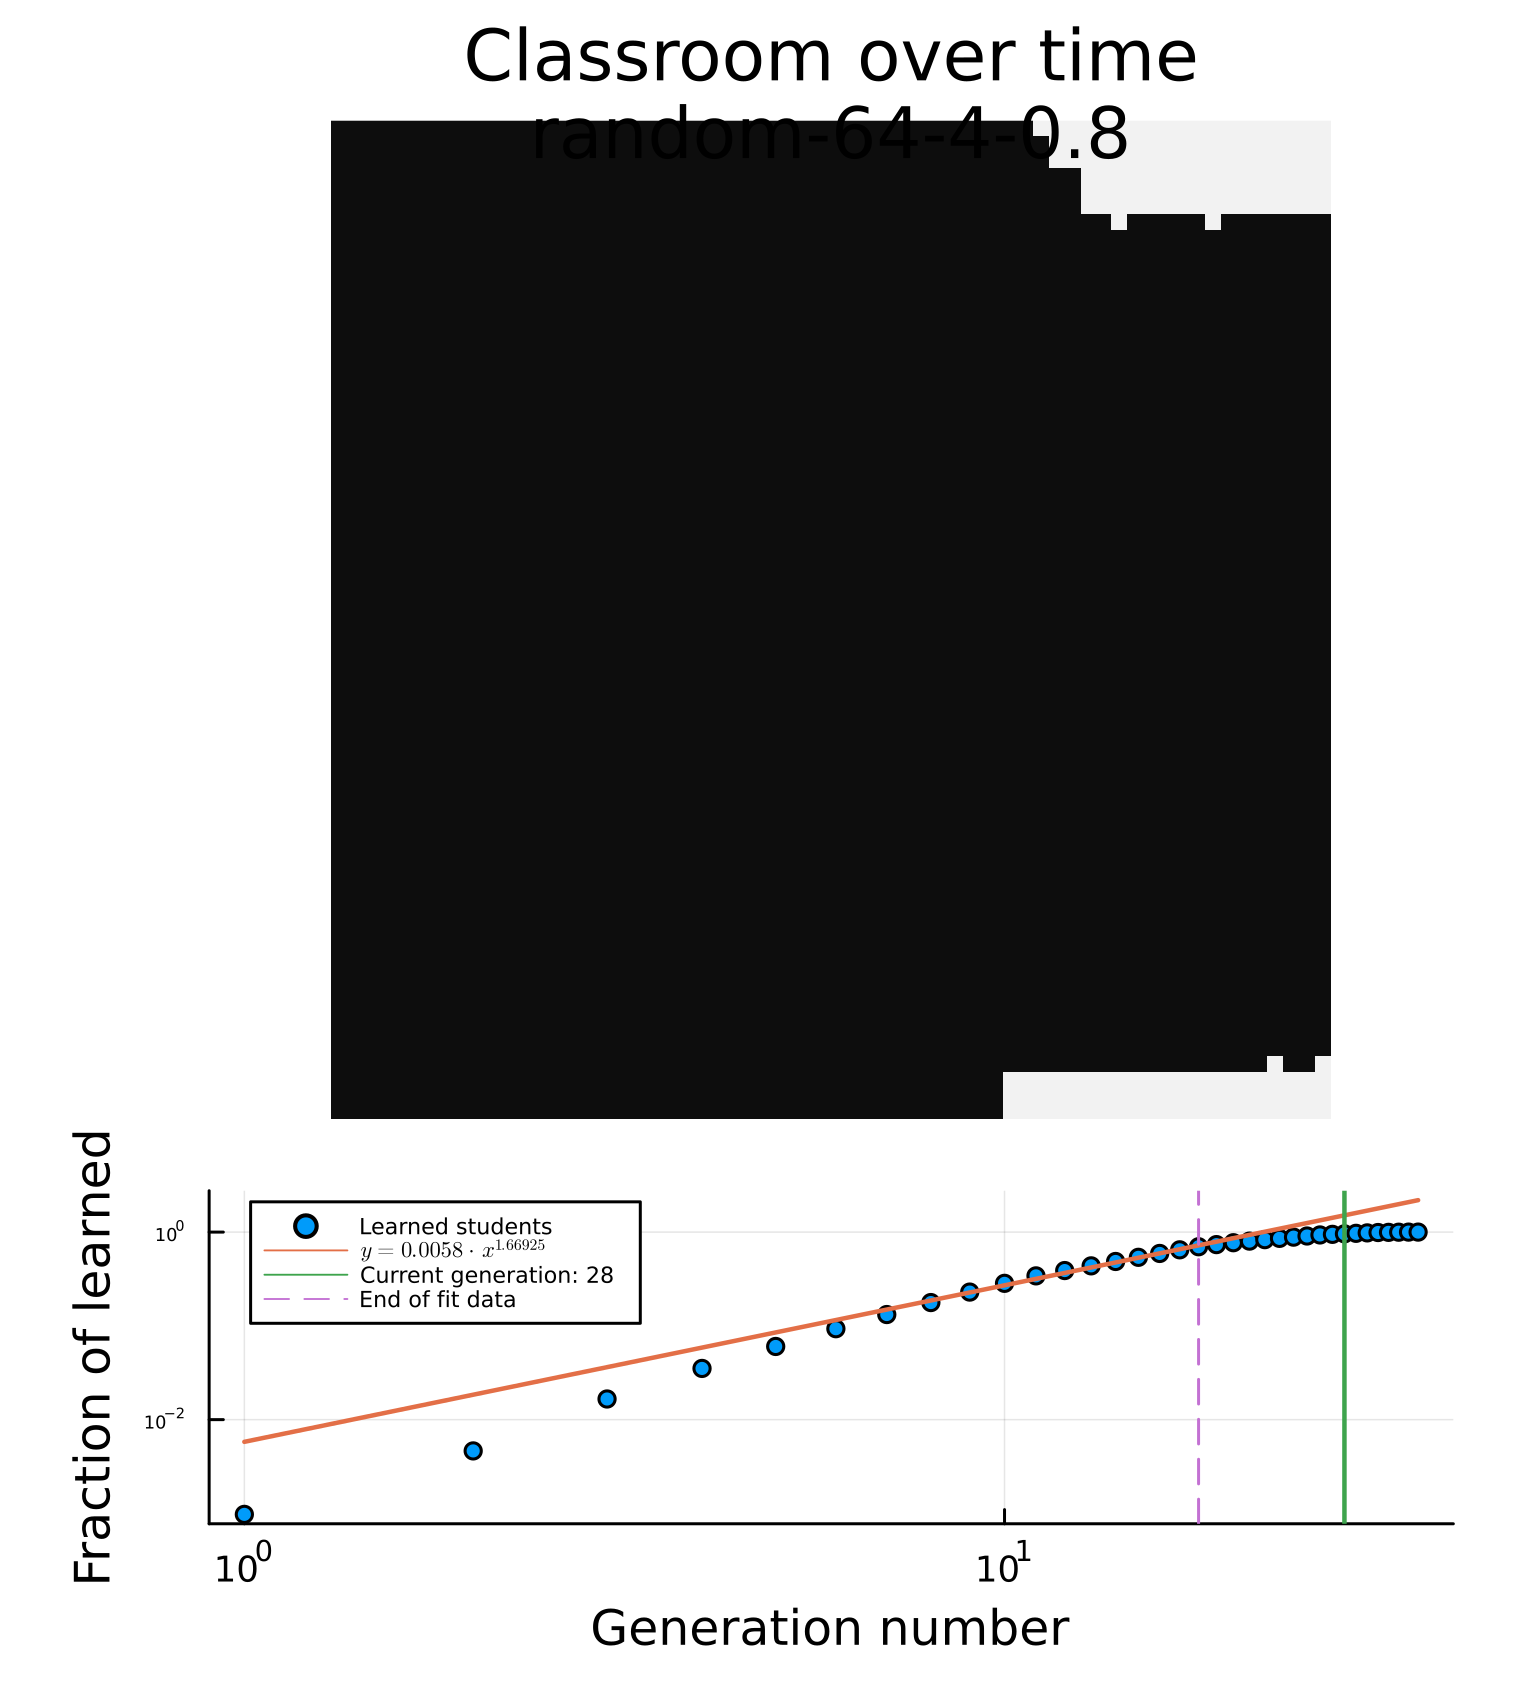 Classroom over time
random-64-4-0.8
Fraction of learned
10⁰
10⁻²
Learned students
y = 0.0058 · x^1.66925
Current generation: 28
End of fit data
10⁰
10¹
Generation number